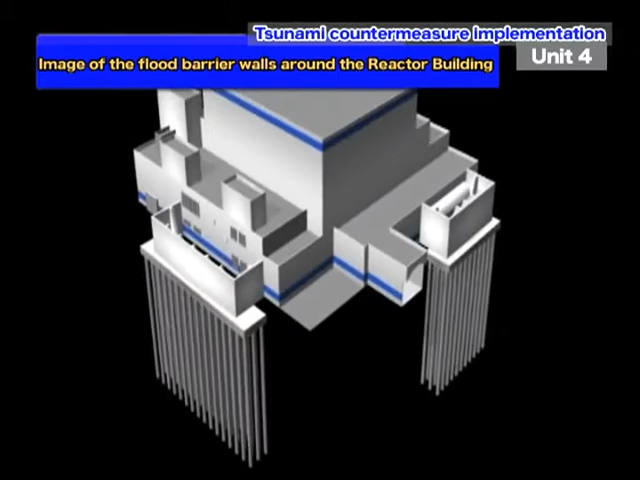 Tsunami countermeasure implementation
Unit 4
Image of the flood barrier walls around the Reactor Building